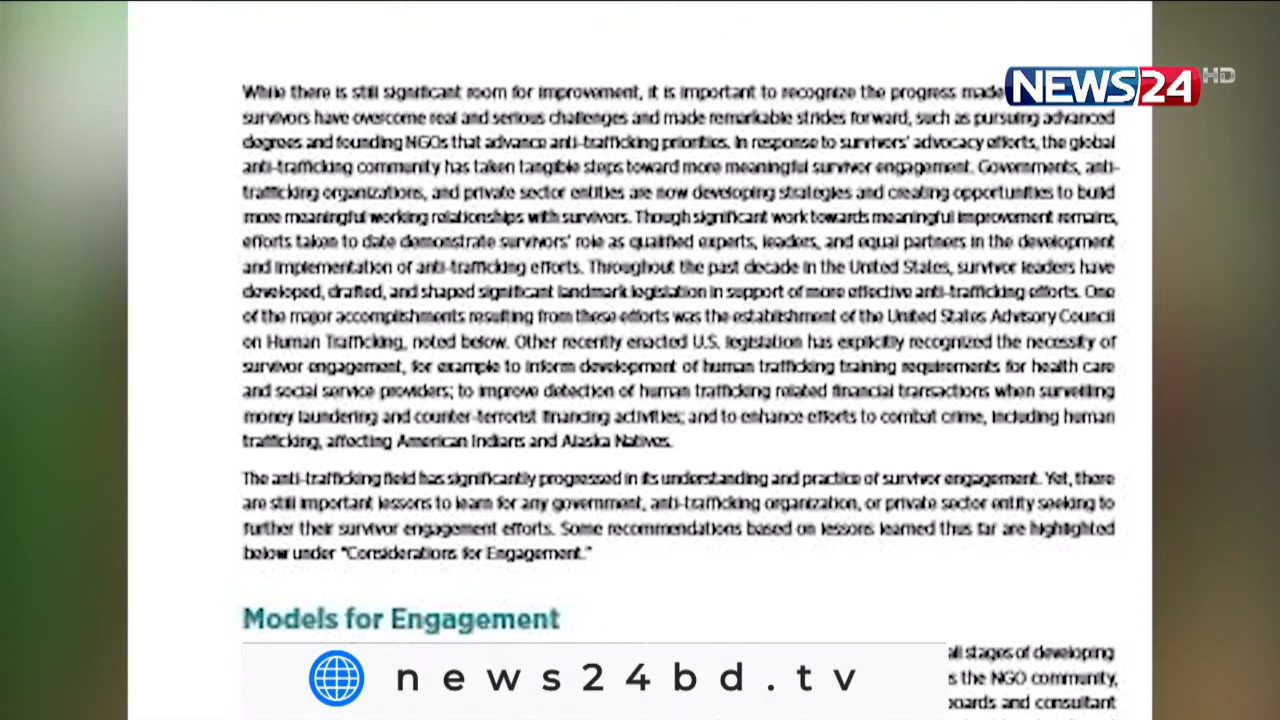 NEWS24 HD
While there is still significant room for improvement, it is important to recognize the progress made
survivors have overcome real and serious challenges and made remarkable strides forward, such as pursuing advanced
degrees and founding NGOs that advance anti-trafficking priorities. In response to survivors' advocacy efforts, the global
anti-trafficking community has taken tangible steps toward more meaningful survivor engagement. Governments, anti-
trafficking organizations, and private sector entities are now developing strategies and creating opportunities to build
more meaningful working relationships with survivors. Though significant work towards meaningful improvement remains,
efforts taken to date demonstrate survivors' role as qualified experts, leaders, and equal partners in the development
and implementation of anti-trafficking efforts. Throughout the past decade in the United States, survivor leaders have
developed, drafted, and shaped significant landmark legislation in support of more effective anti-trafficking efforts. One
of the major accomplishments resulting from these efforts was the establishment of the United States Advisory Council
on Human Trafficking, noted below. Other recently enacted U.S. legislation has explicitly recognized the necessity of
survivor engagement, for example to inform development of human trafficking training requirements for health care
and social service providers; to improve detection of human trafficking related financial transactions when surveilling
money laundering and counter-terrorist financing activities; and to enhance efforts to combat crime, including human
trafficking, affecting American Indians and Alaska Natives.
The anti-trafficking field has significantly progressed in its understanding and practice of survivor engagement. Yet, there
are still important lessons to learn for any government, anti-trafficking organization, or private sector entity seeking to
further their survivor engagement efforts. Some recommendations based on lessons learned thus far are highlighted
below under "Considerations for Engagement."
Models for Engagement
all stages of developing
s the NGO community,
boards and consultant
news24bd.tv